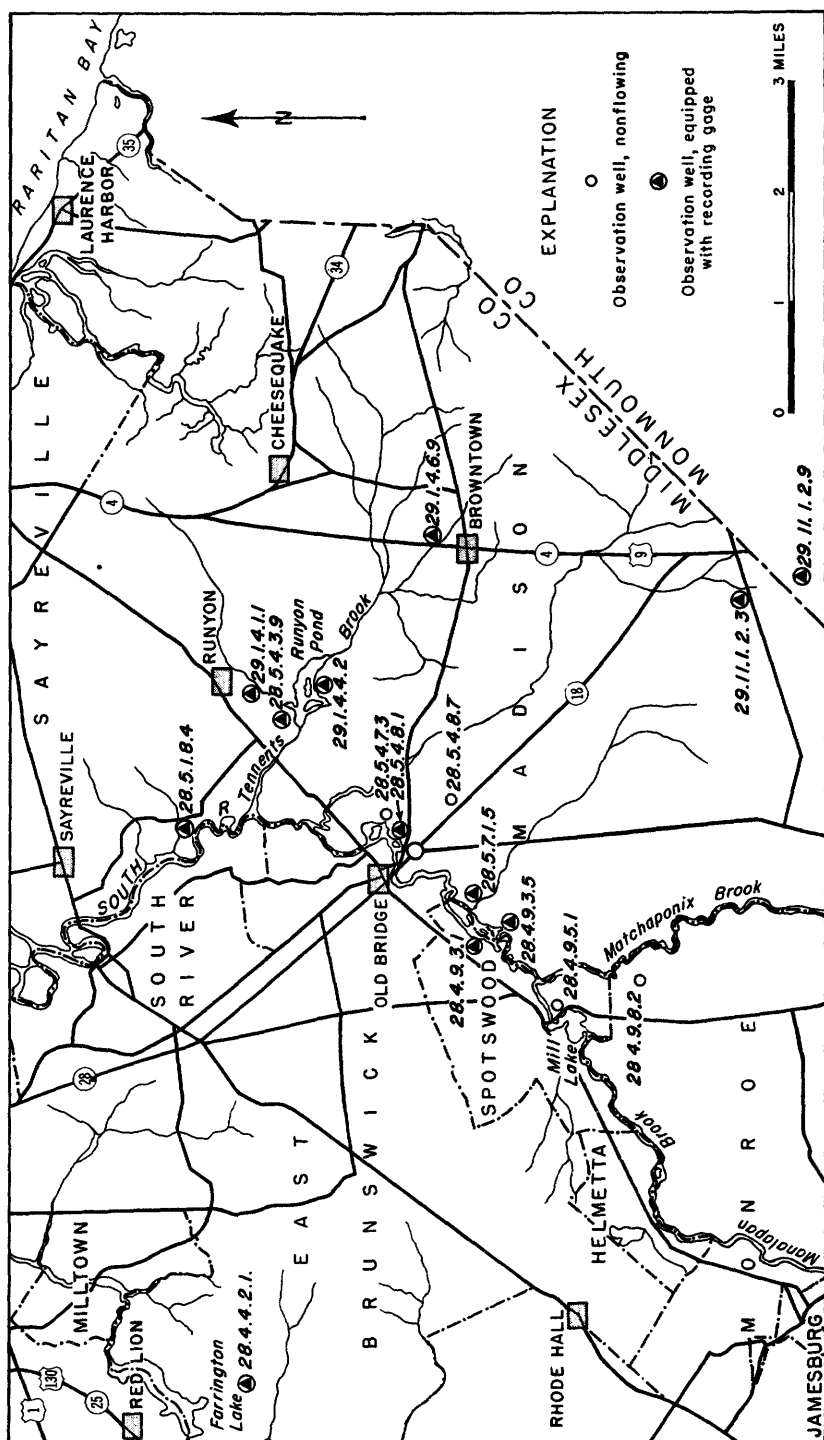 RARITAN BAY
LAURENCE
HARBOR
35
N
EXPLANATION
Observation well, nonflowing
Observation well, equipped
with recording gage
0 1 2 3 MILES
SAYREVILLE
CHEESEQUAKE
34
MIDDLESEX CO
MONMOUTH CO
4
29.1.4.6.9
BROWNTOWN
4
9
29.11.1.2.9
29.11.1.2.3
RUNYON
29.1.4.1.1
28.5.4.3.9
Runyon
Pond
Tennents Brook
29.1.4.4.2
18
MADISON
SAYREVILLE
28.5.1.8.4
SOUTH R
28.5.4.7.3
28.5.4.8.1
28.5.4.8.7
SOUTH
RIVER
OLD BRIDGE
28.5.7.1.5
28.4.9.3.1
28.4.9.3.5
SPOTSWOOD
28.4.9.5.1
Matchaponix Brook
28 4.9.8.2
Mill
Lake
28
EAST
BRUNSWICK
HELMETTA
MONROE
Manalapan Brook
MILLTOWN
1
130
25
RED LION
Farrington
Lake
28.4.4.2.1.
RHODE HALL
JAMESBURG